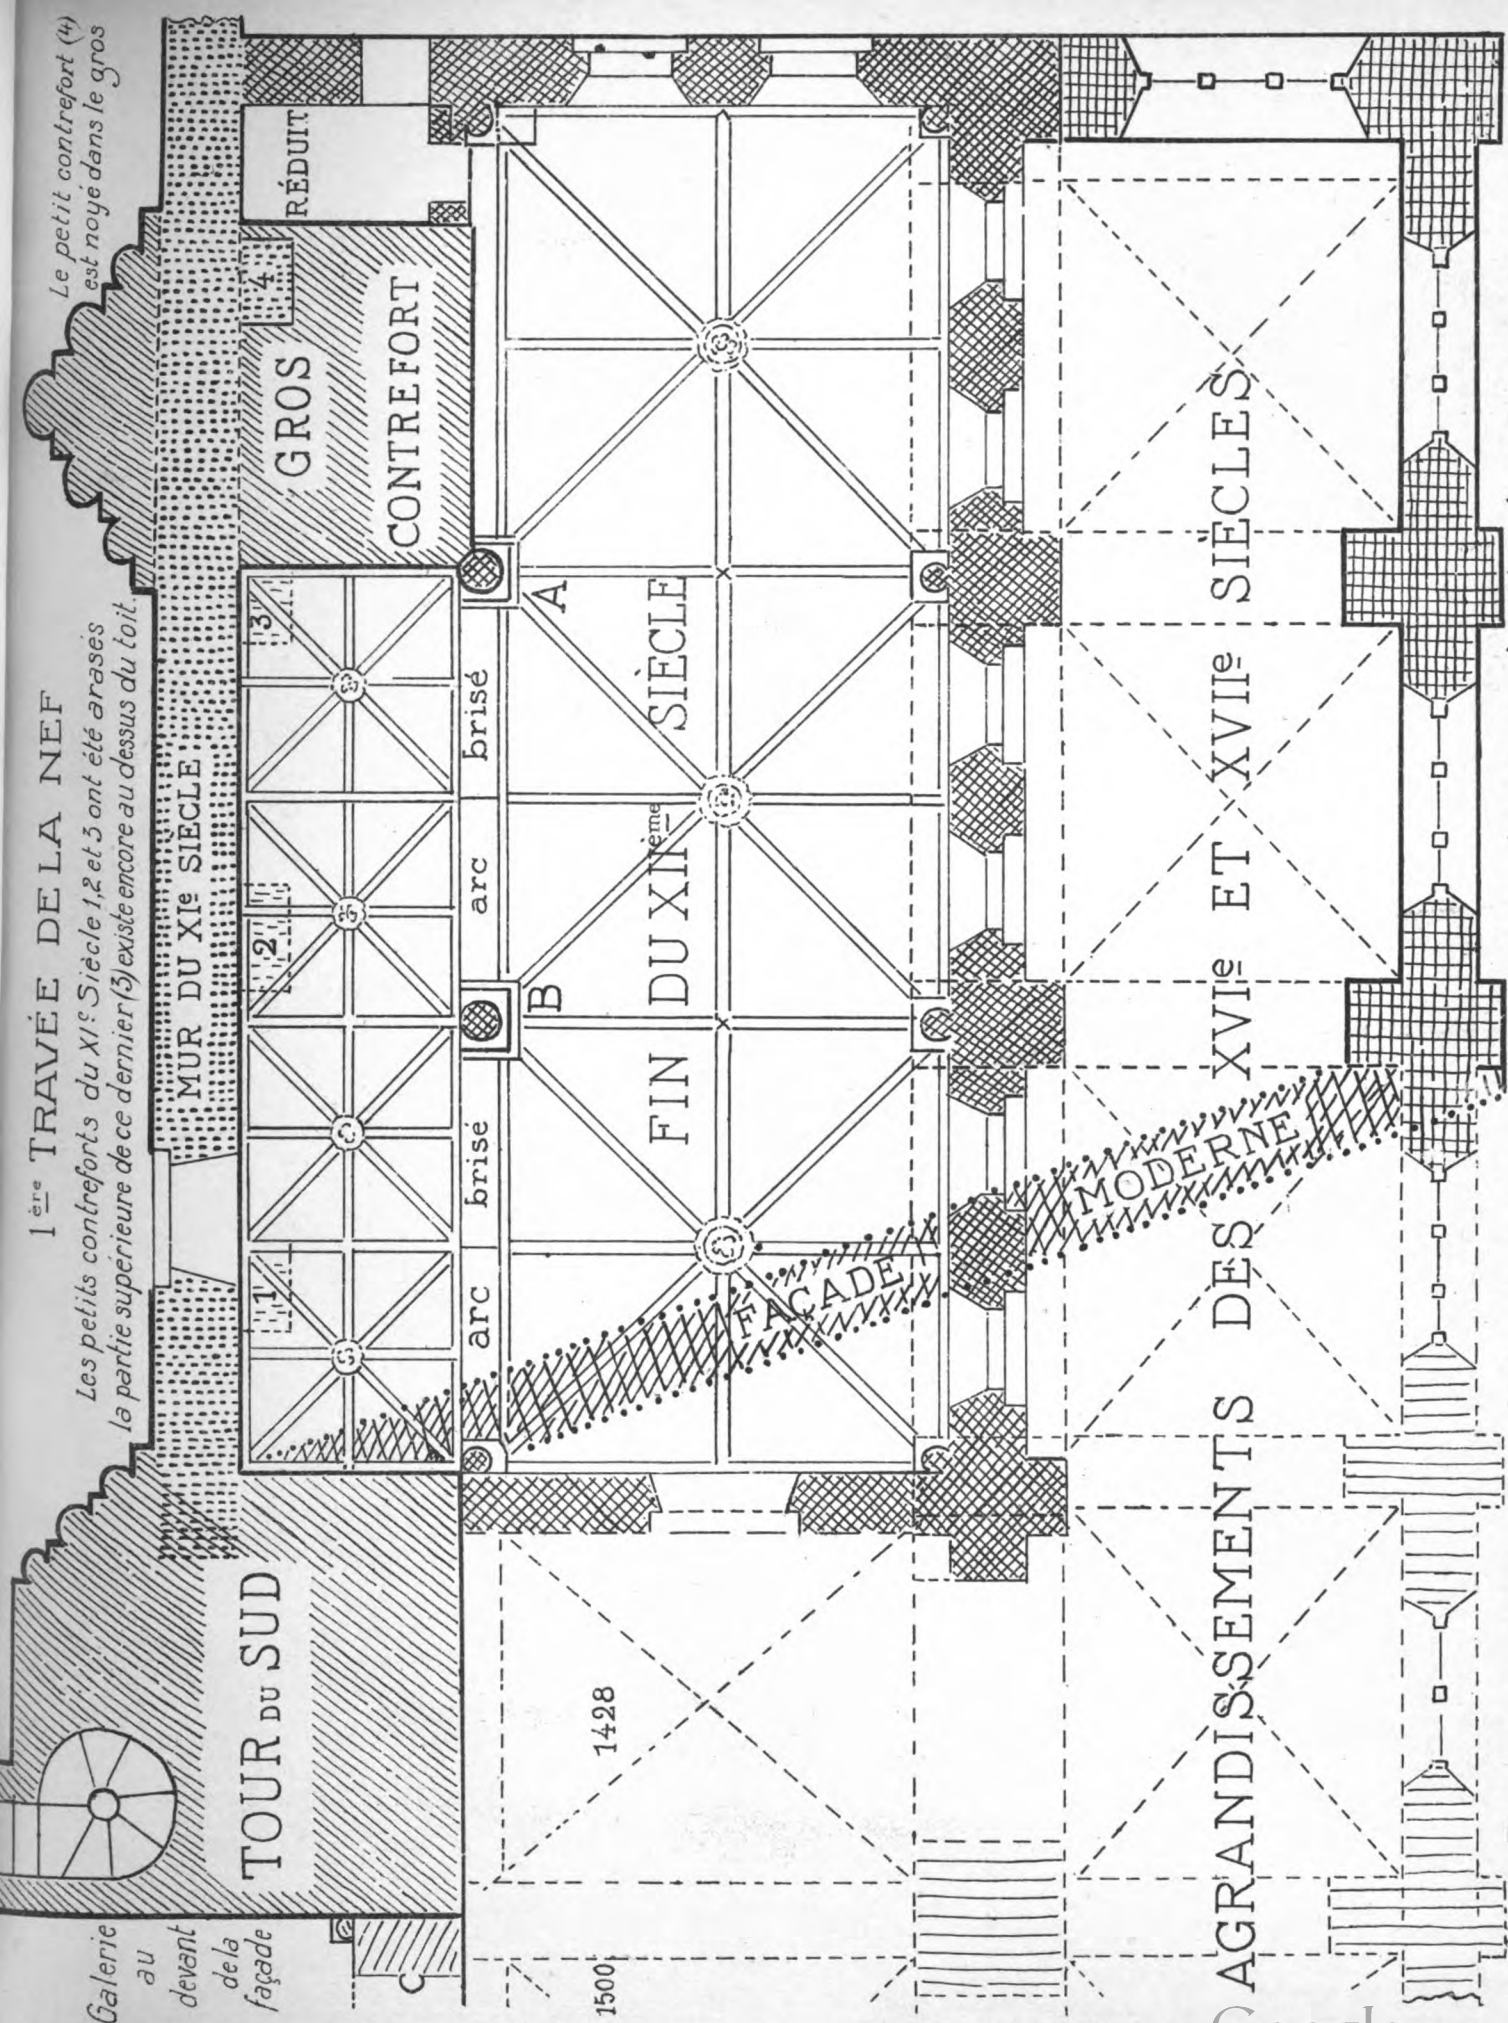 1ère TRAVÉE DE LA NEF
Les petits contreforts du XIe Siècle 1, 2 et 3 ont été arasés
la partie supérieure de ce dernier (3) existe encore au dessus du toit.
Le petit contrefort (4)
est noyé dans le gros
MUR DU XIe SIECLE
RÉDUIT
GROS
CONTREFORT
4
3
2
1
brisé
arc
brisé
arc
A
B
FIN DU XIIème SIÈCLE
FAÇADE MODERNE
TOUR DU SUD
Galerie
au
devant
de la
façade
C
1428
1500
AGRANDISSEMENTS DES XVIe ET XVIIe SIECLES
Google